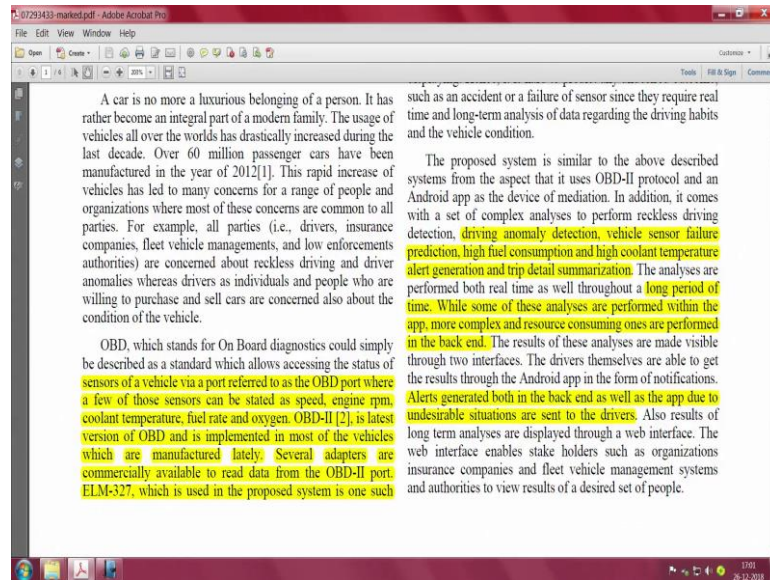 07293433-marked.pdf - Adobe Acrobat Pro
File Edit View Window Help
Open Create Customize
1 / 6 Tools Fill & Sign Comme
A car is no more a luxurious belonging of a person. It has
rather become an integral part of a modern family. The usage of
vehicles all over the worlds has drastically increased during the
last decade. Over 60 million passenger cars have been
manufactured in the year of 2012[1]. This rapid increase of
vehicles has led to many concerns for a range of people and
organizations where most of these concerns are common to all
parties. For example, all parties (i.e., drivers, insurance
companies, fleet vehicle managements, and low enforcements
authorities) are concerned about reckless driving and driver
anomalies whereas drivers as individuals and people who are
willing to purchase and sell cars are concerned also about the
condition of the vehicle.
OBD, which stands for On Board diagnostics could simply
be described as a standard which allows accessing the status of
sensors of a vehicle via a port referred to as the OBD port where
a few of those sensors can be stated as speed, engine rpm,
coolant temperature, fuel rate and oxygen. OBD-II [2], is latest
version of OBD and is implemented in most of the vehicles
which are manufactured lately. Several adapters are
commercially available to read data from the OBD-II port.
ELM-327, which is used in the proposed system is one such
such as an accident or a failure of sensor since they require real
time and long-term analysis of data regarding the driving habits
and the vehicle condition.
The proposed system is similar to the above described
systems from the aspect that it uses OBD-II protocol and an
Android app as the device of mediation. In addition, it comes
with a set of complex analyses to perform reckless driving
detection, driving anomaly detection, vehicle sensor failure
prediction, high fuel consumption and high coolant temperature
alert generation and trip detail summarization. The analyses are
performed both real time as well throughout a long period of
time. While some of these analyses are performed within the
app, more complex and resource consuming ones are performed
in the back end. The results of these analyses are made visible
through two interfaces. The drivers themselves are able to get
the results through the Android app in the form of notifications.
Alerts generated both in the back end as well as the app due to
undesirable situations are sent to the drivers. Also results of
long term analyses are displayed through a web interface. The
web interface enables stake holders such as organizations
insurance companies and fleet vehicle management systems
and authorities to view results of a desired set of people.
17:01
26-12-2018